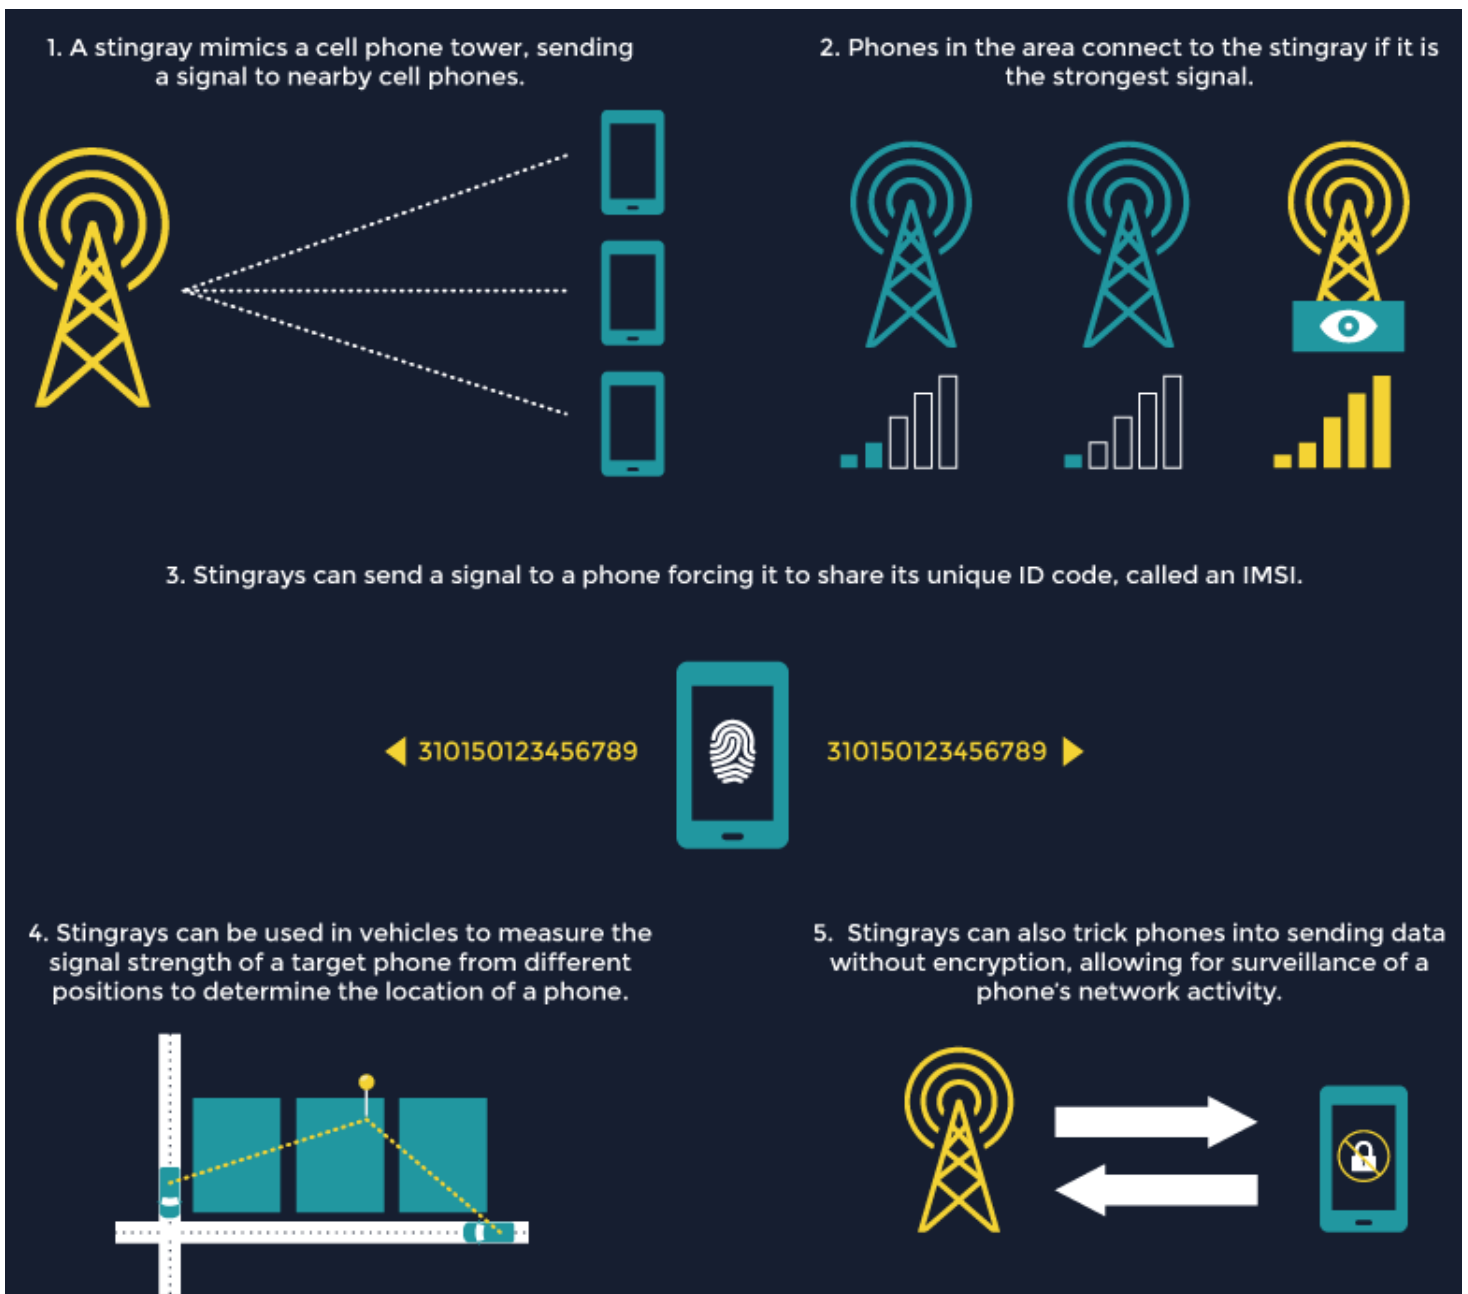 1. A stingray mimics a cell phone tower, sending
a signal to nearby cell phones.
2. Phones in the area connect to the stingray if it is
the strongest signal.
3. Stingrays can send a signal to a phone forcing it to share its unique ID code, called an IMSI.
310150123456789
310150123456789
4. Stingrays can be used in vehicles to measure the
signal strength of a target phone from different
positions to determine the location of a phone.
5. Stingrays can also trick phones into sending data
without encryption, allowing for surveillance of a
phone's network activity.